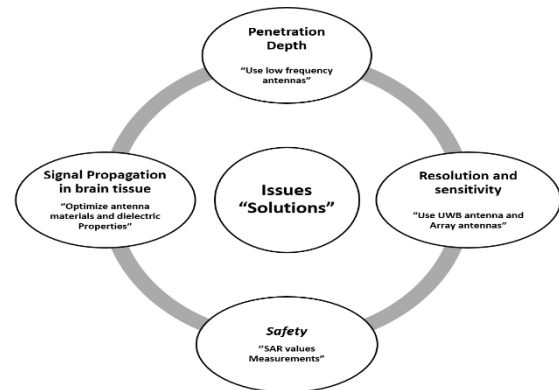 Penetration
Depth
"Use low frequency
antennas"
Signal Propagation
in brain tissue
"Optimize antenna
materials and dielectric
Properties"
Issues
"Solutions"
Resolution and
sensitivity
"Use UWB antenna and
Array antennas"
Safety
"SAR values
Measurements"